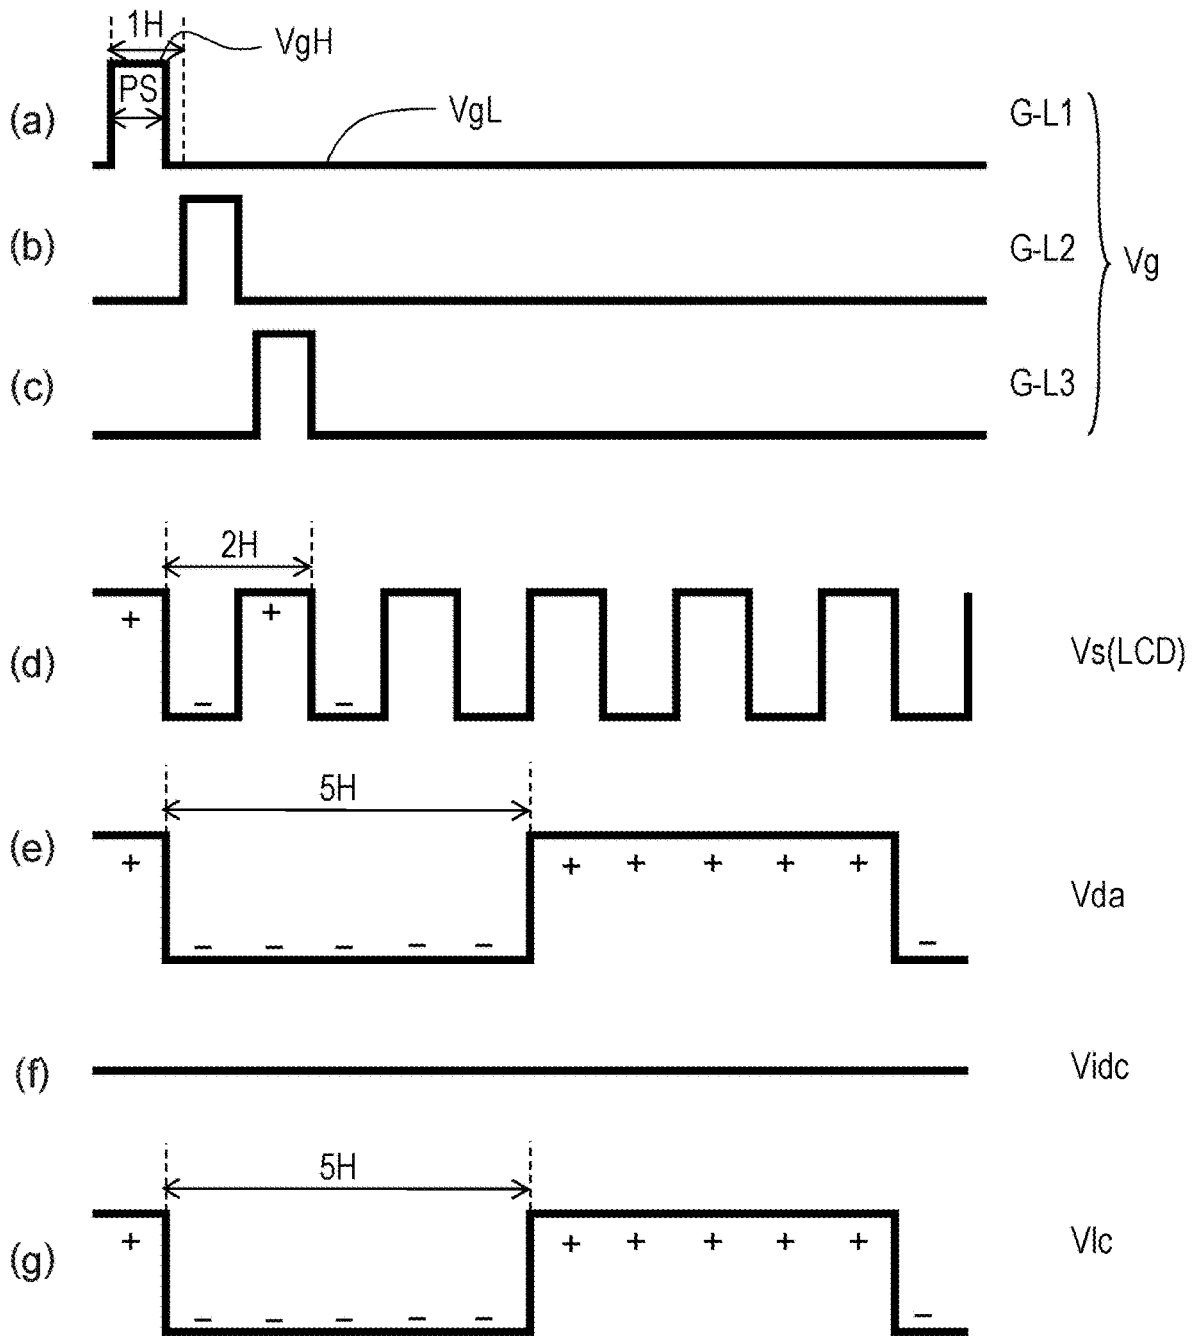 1H
VgH
PS
(a)
VgL
G-L1
(b)
G-L2
Vg
(c)
G-L3
2H
+ +
(d)
Vs(LCD)
– –
5H
(e)
+ + + + + +
Vda
– – – – – –
(f)
Vidc
5H
+ + + + + +
(g)
Vlc
– – – – – –